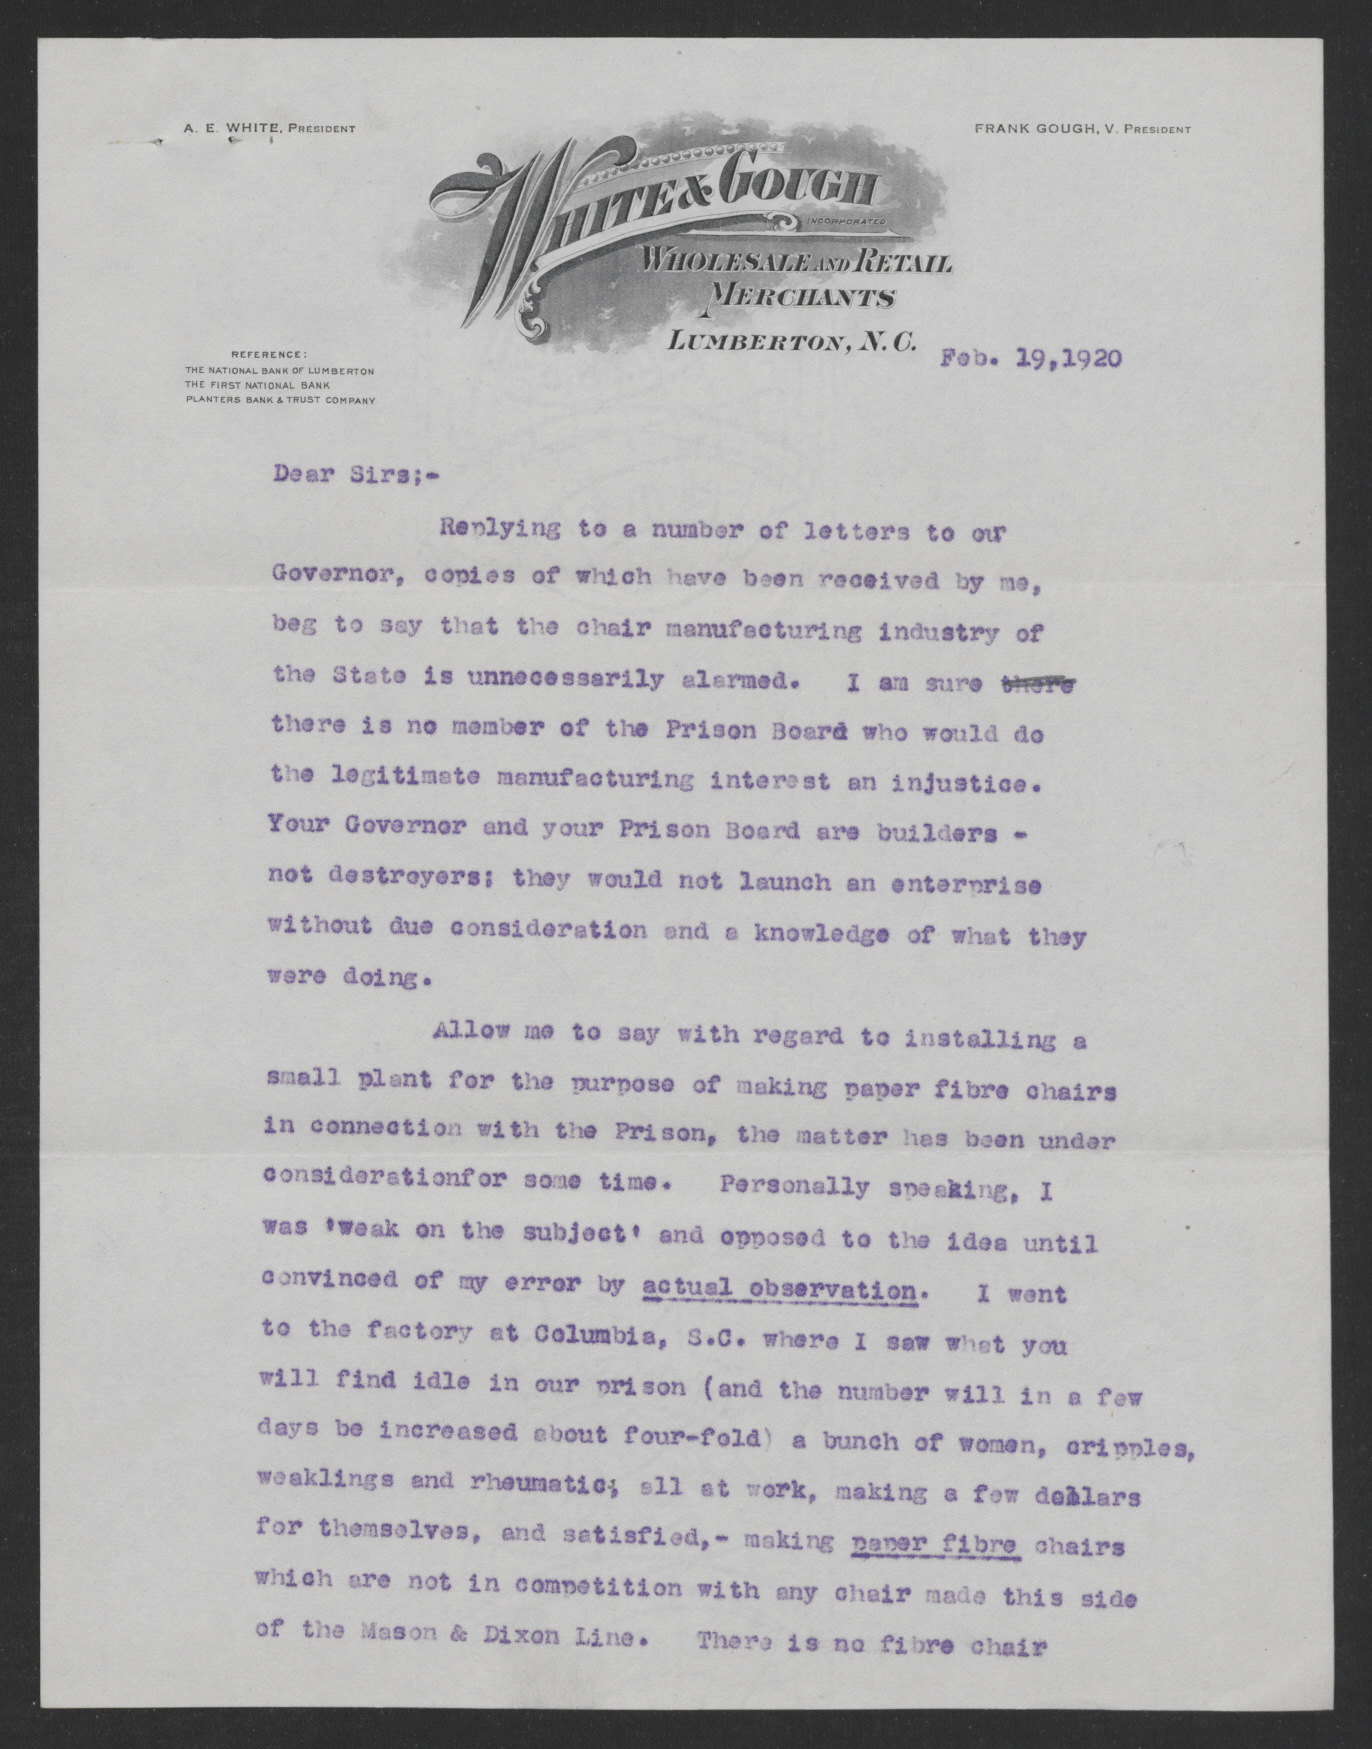 A. E. WHITE, PRESIDENT
FRANK GOUGH, V. PRESIDENT
WHITE & GOUGH
INCORPORATED
WHOLESALE AND RETAIL
MERCHANTS
LUMBERTON, N. C.
Feb. 19,1920
REFERENCE:
THE NATIONAL BANK OF LUMBERTON
THE FIRST NATIONAL BANK
PLANTERS BANK & TRUST COMPANY
Dear Sirs;-
Replying to a number of letters to our
Governor, copies of which have been received by me,
beg to say that the chair manufacturing industry of
the State is unnecessarily alarmed. I am sure there
there is no member of the Prison Board who would do
the legitimate manufacturing interest an injustice.
Your Governor and your Prison Board are builders -
not destroyers; they would not launch an enterprise
without due consideration and a knowledge of what they
were doing.
Allow me to say with regard to installing a
small plant for the purpose of making paper fibre chairs
in connection with the Prison, the matter has been under
considerationfor some time. Personally speaking, I
was 'weak on the subject' and opposed to the idea until
convinced of my error by actual observation. I went
to the factory at Columbia, S.C. where I saw what you
will find idle in our prison (and the number will in a few
days be increased about four-fold) a bunch of women, cripples,
weaklings and rheumatics, all at work, making a few dollars
for themselves, and satisfied,- making paper fibre chairs
which are not in competition with any chair made this side
of the Mason & Dixon Line. There is no fibre chair